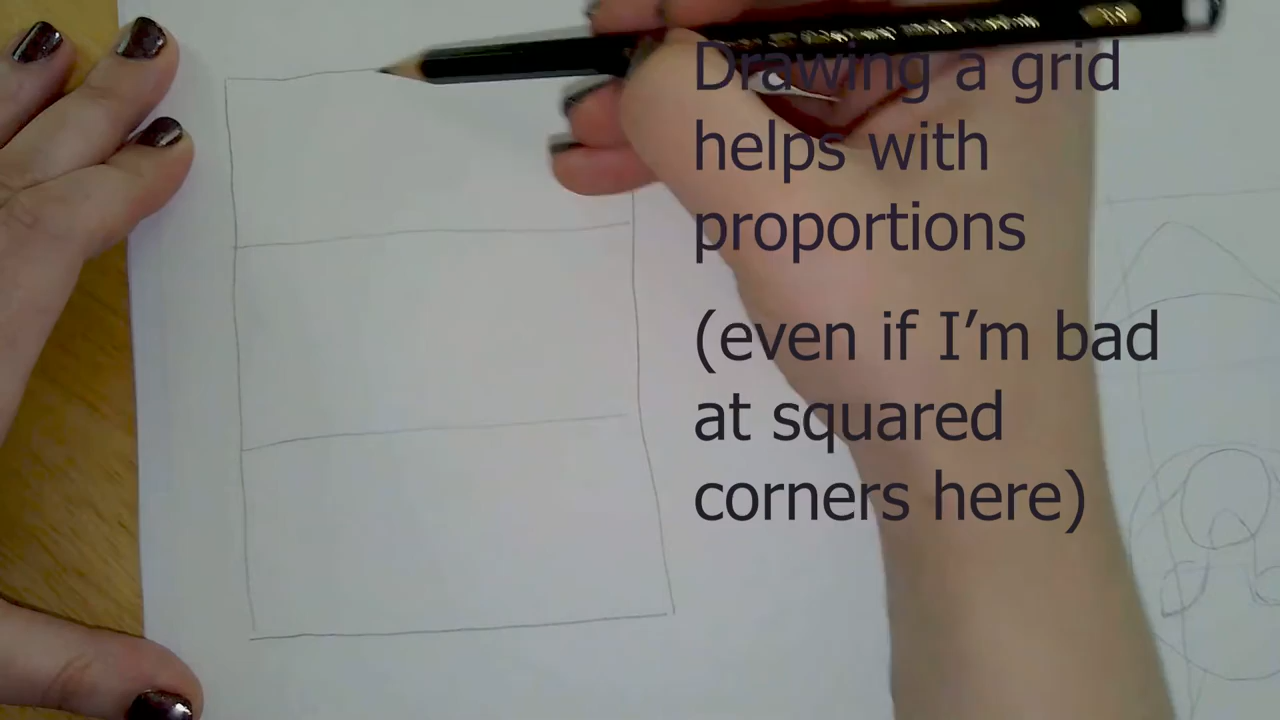 Drawing a grid
helps with
proportions
(even if I'm bad
at squared
corners here)